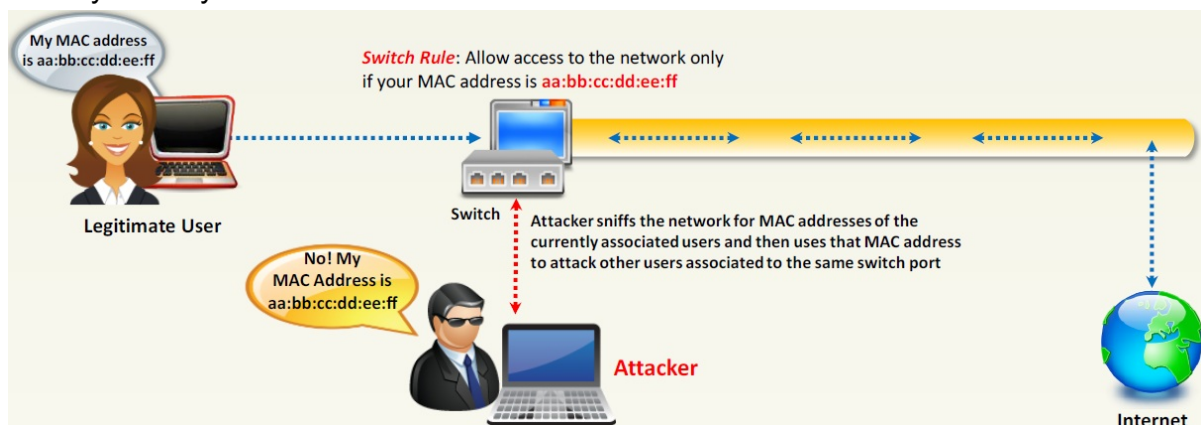 My MAC address
is aa:bb:cc:dd:ee:ff
Switch Rule: Allow access to the network only
if your MAC address is aa:bb:cc:dd:ee:ff
Legitimate User
Switch
Attacker sniffs the network for MAC addresses of the
currently associated users and then uses that MAC address
to attack other users associated to the same switch port
No! My
MAC Address is
aa:bb:cc:dd:ee:ff
Attacker
Internet